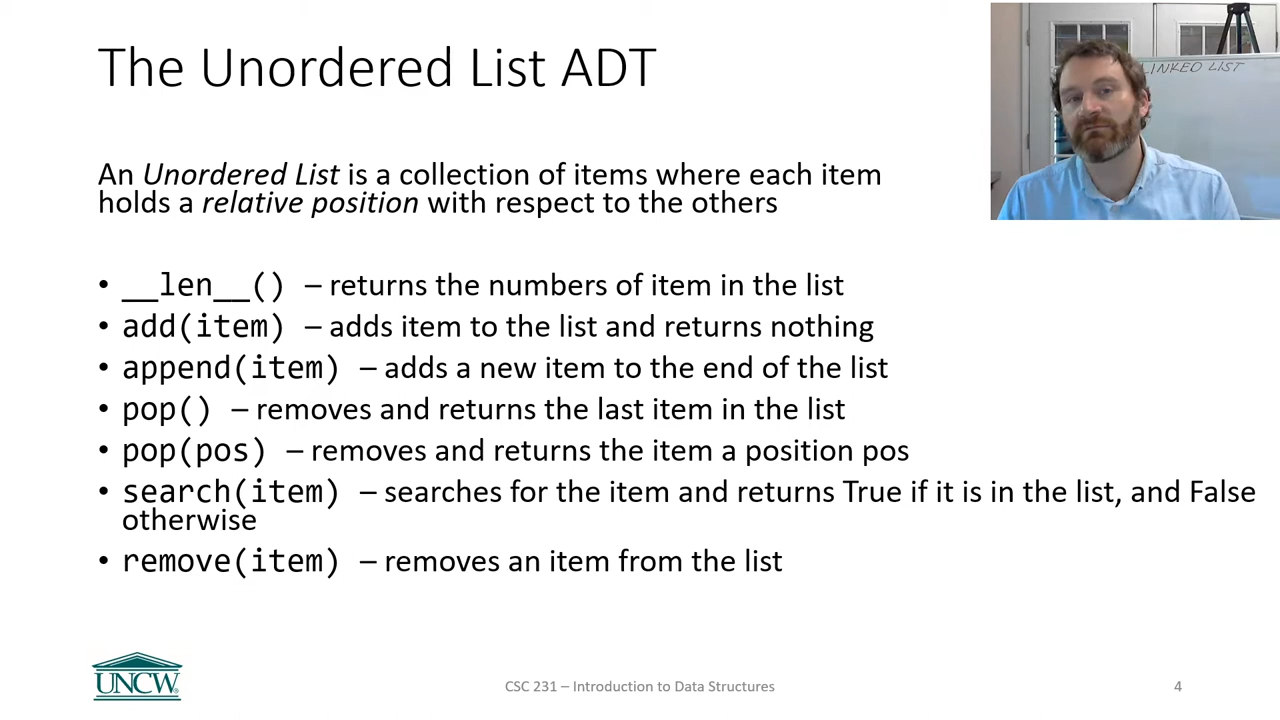 The Unordered List ADT
LINKED LIST
An Unordered List is a collection of items where each item
holds a relative position with respect to the others
• __len__() – returns the numbers of item in the list
• add(item) – adds item to the list and returns nothing
• append(item) – adds a new item to the end of the list
• pop() – removes and returns the last item in the list
• pop(pos) – removes and returns the item a position pos
• search(item) – searches for the item and returns True if it is in the list, and False
otherwise
• remove(item) – removes an item from the list
UNCW
CSC 231 – Introduction to Data Structures
4